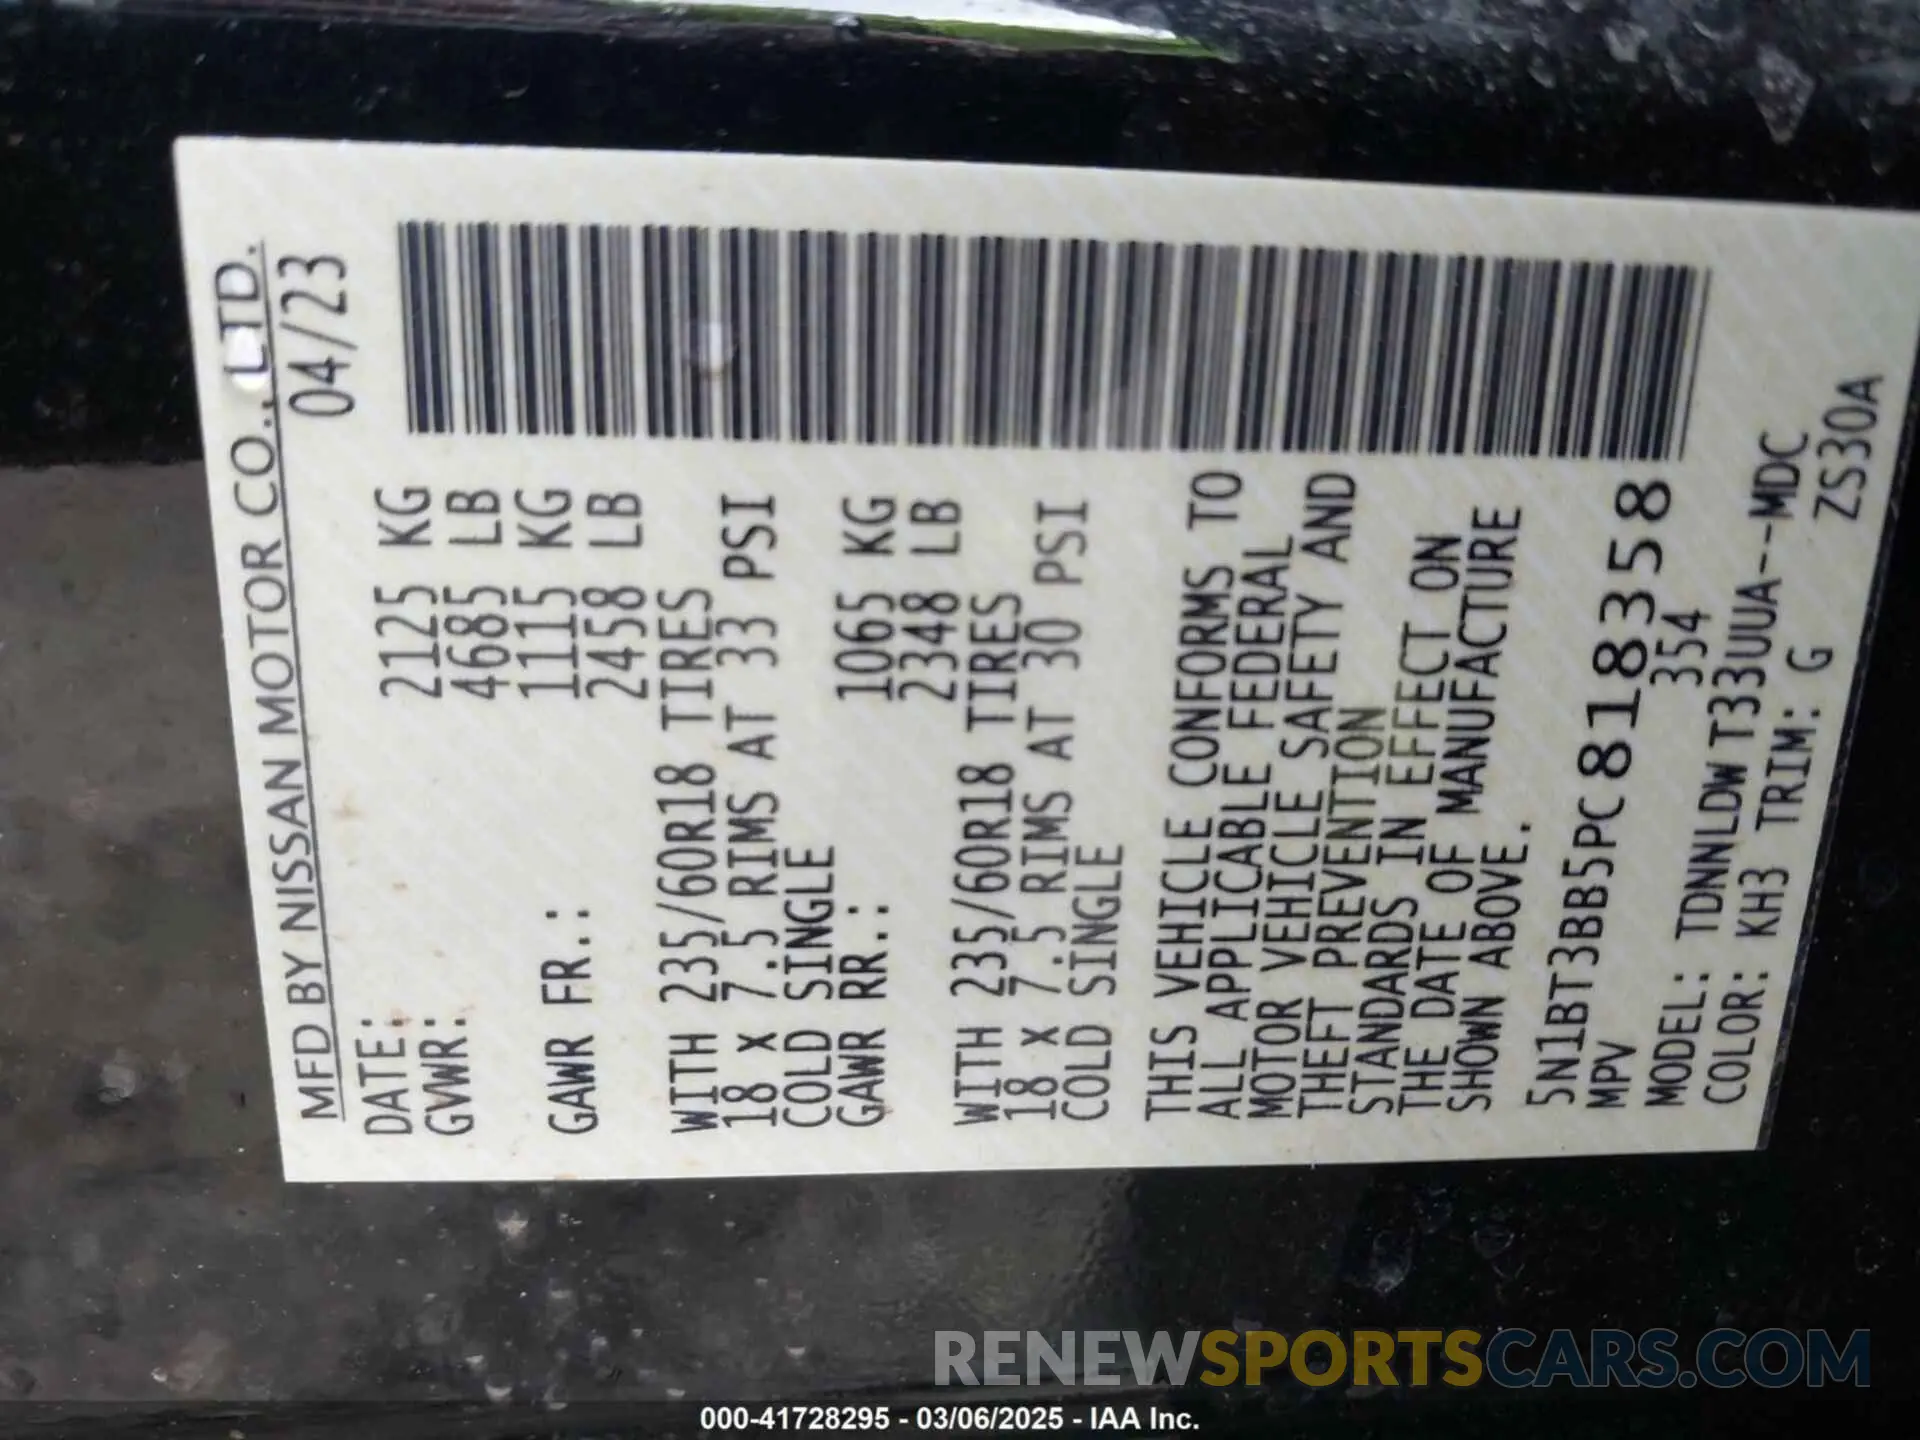 MFD BY NISSAN MOTOR CO., LTD.
DATE: 04/23
GVWR: 2125 KG
4685 LB
GAWR FR.: 1115 KG
2458 LB
WITH 235/60R18 TIRES
18 X 7.5 RIMS AT 33 PSI
COLD SINGLE
GAWR RR.: 1065 KG
2348 LB
WITH 235/60R18 TIRES
18 X 7.5 RIMS AT 30 PSI
COLD SINGLE
THIS VEHICLE CONFORMS TO
ALL APPLICABLE FEDERAL
MOTOR VEHICLE SAFETY AND
THEFT PREVENTION
STANDARDS IN EFFECT ON
THE DATE OF MANUFACTURE
SHOWN ABOVE.
5N1BT3BB5PC818358
MPV 354
MODEL: TDNNLDW T33UUA--MDC
COLOR: KH3 TRIM: G ZS30A
RENEWSPORTSCARS.COM
000-41728295 - 03/06/2025 - IAA Inc.